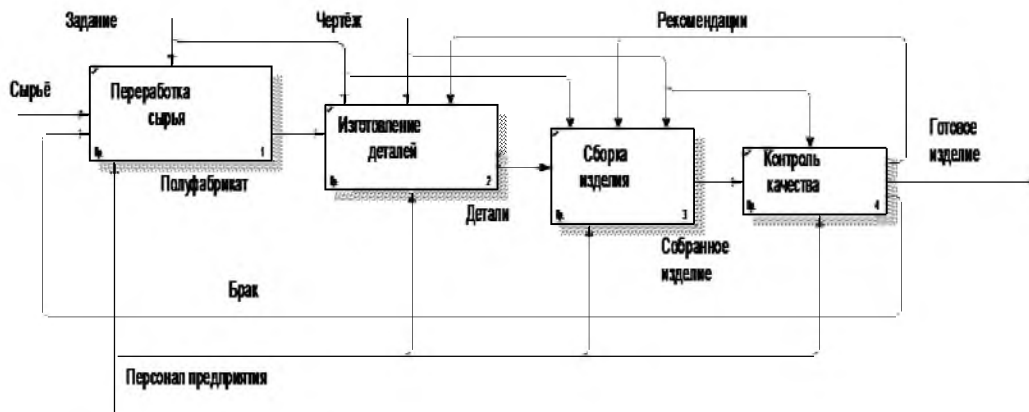 Задание
Чертёж
Рекомендации
Сырьё
Переработка
сырья
1
Полуфабрикат
Изготовление
деталей
2
Детали
Сборка
изделия
3
Собранное
изделие
Контроль
качества
4
Готовое
изделие
Брак
Персонал предприятия